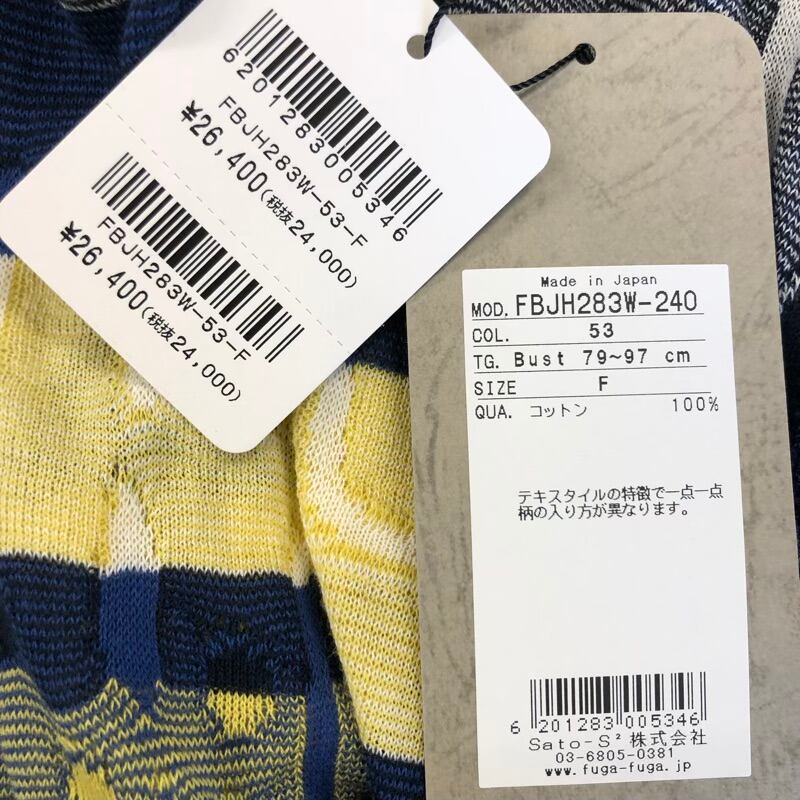 6201283005346
FBJH283W-53-F
¥26,400(税抜24,000)
FBJH283W-53-F
¥26,400(税抜24,000)
Made in Japan
MOD. FBJH283W-240
COL. 53
TG. Bust 79~97 cm
SIZE F
QUA. コットン 100%
テキスタイルの特徴で一点一点
柄の入り方が異なります。
6 201283 005346
Sato-S² 株式会社
03-6805-0381
www.fuga-fuga.jp